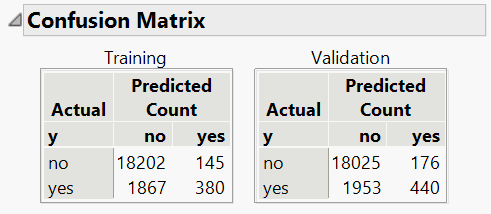 Confusion Matrix
Training Validation
Predicted Predicted
Actual Count Actual Count
y no yes y no yes
no 18202 145 no 18025 176
yes 1867 380 yes 1953 440